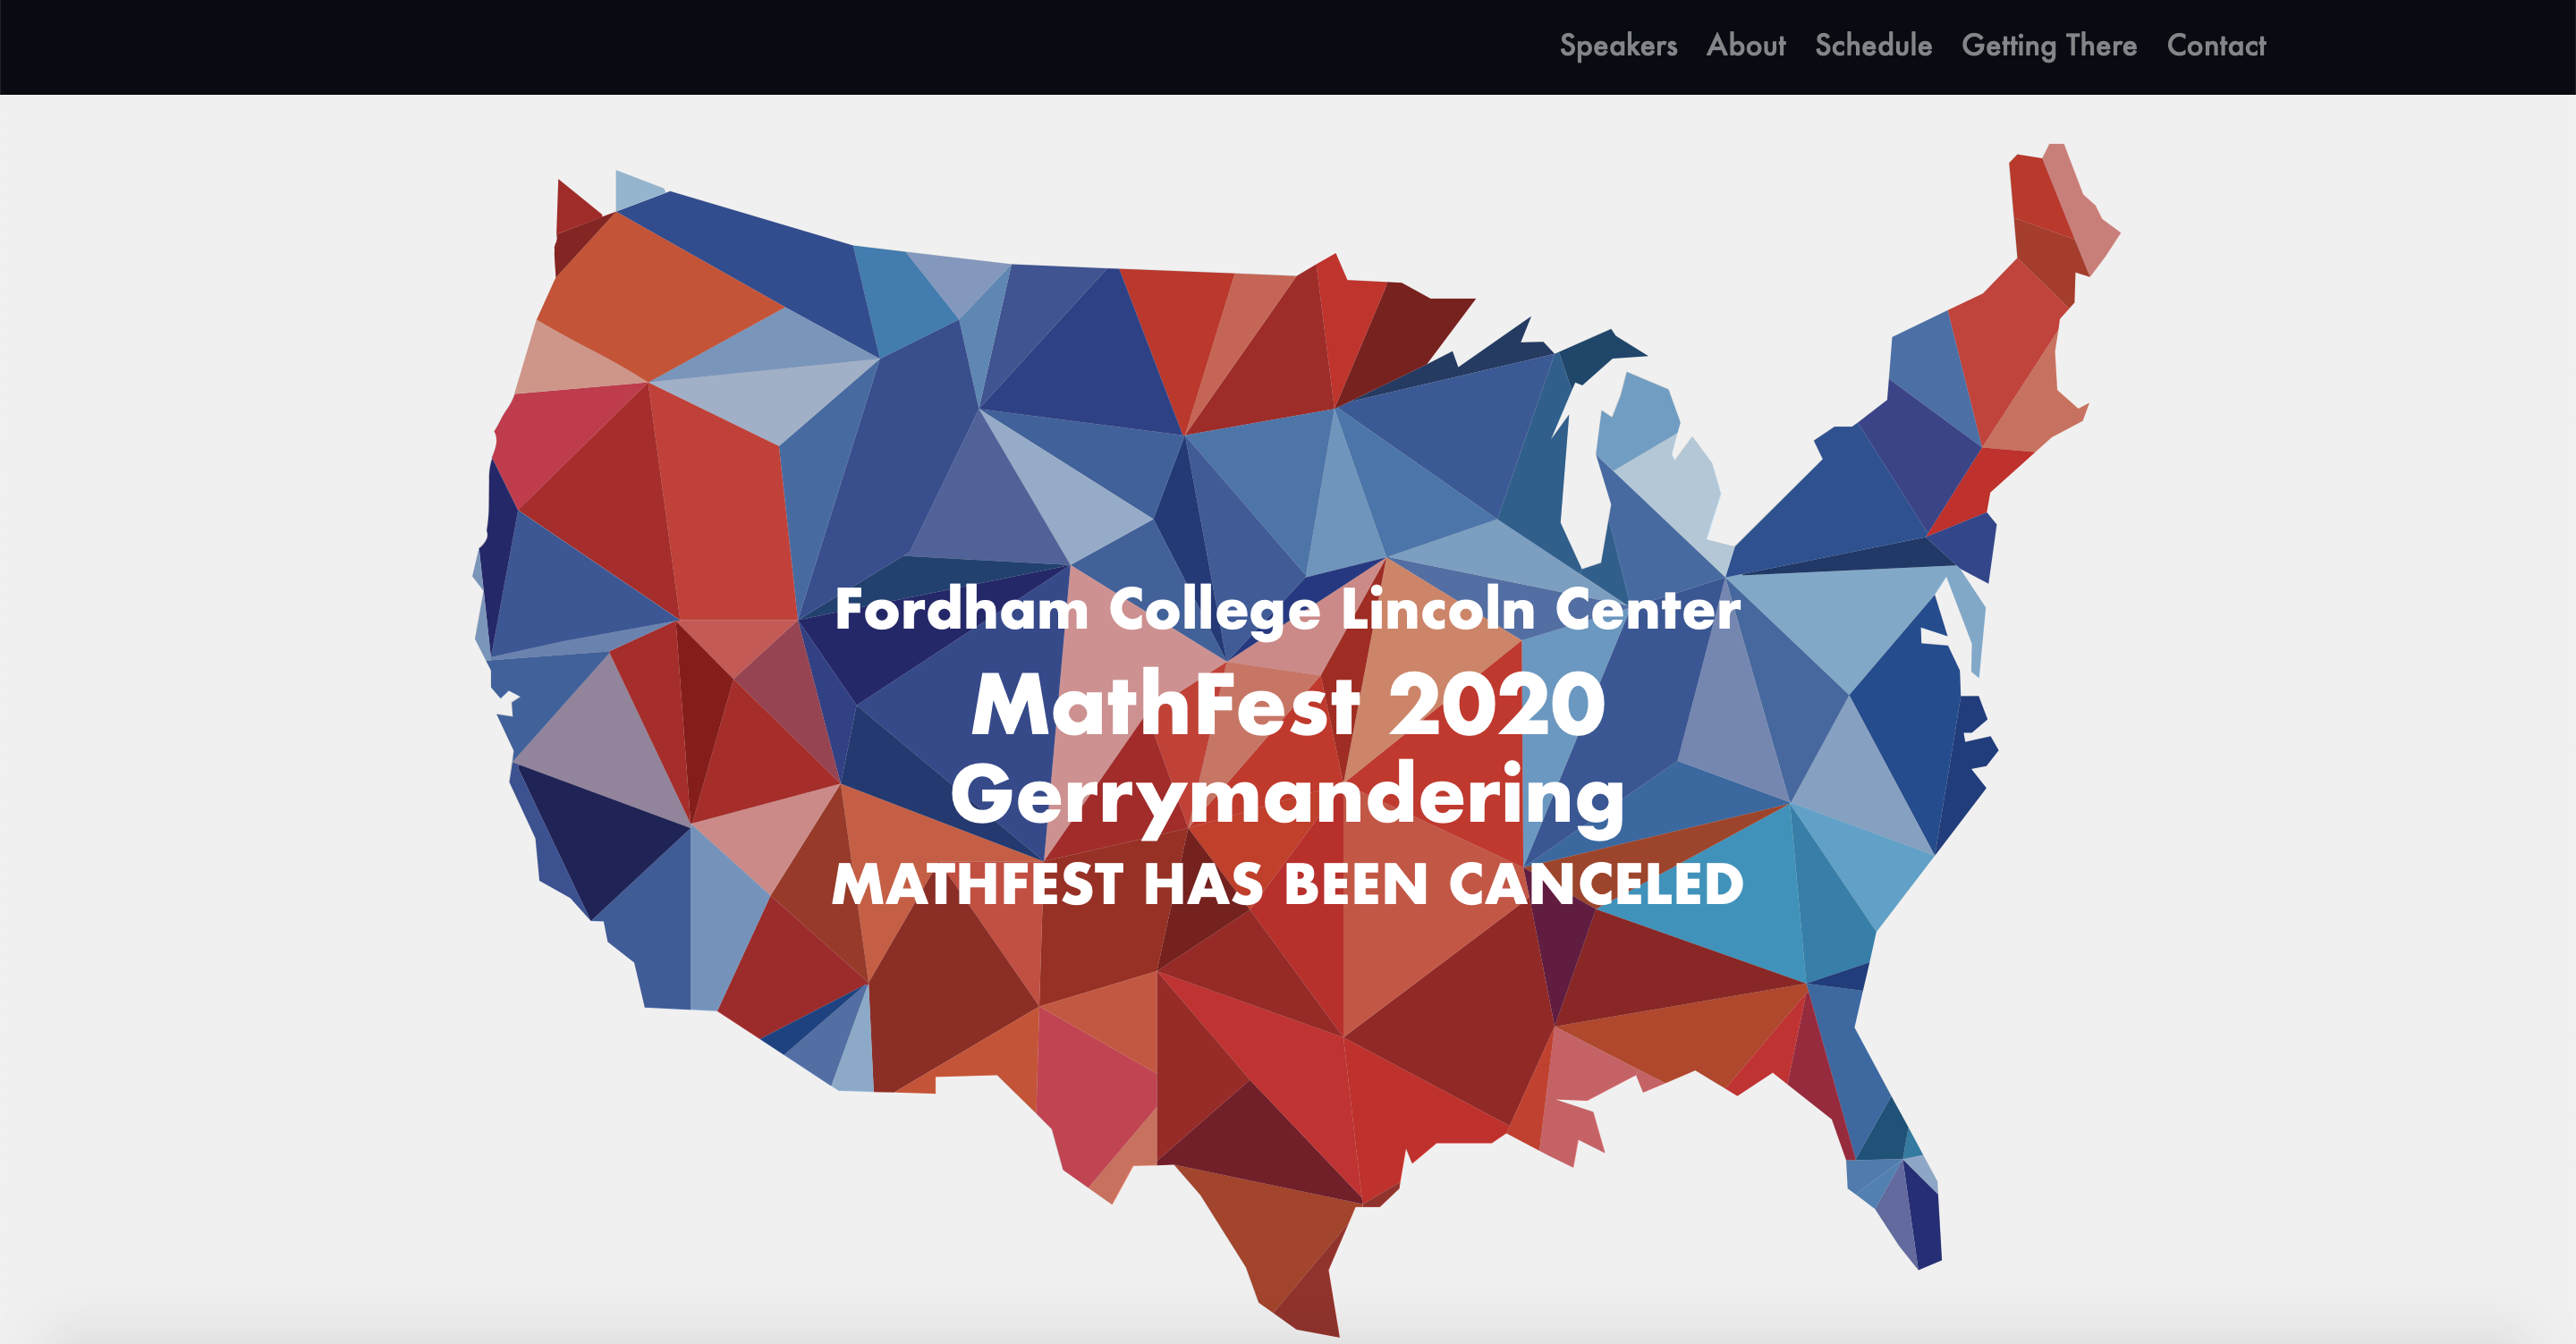 Speakers About Schedule Getting There Contact
Fordham College Lincoln Center
MathFest 2020
Gerrymandering
MATHFEST HAS BEEN CANCELED